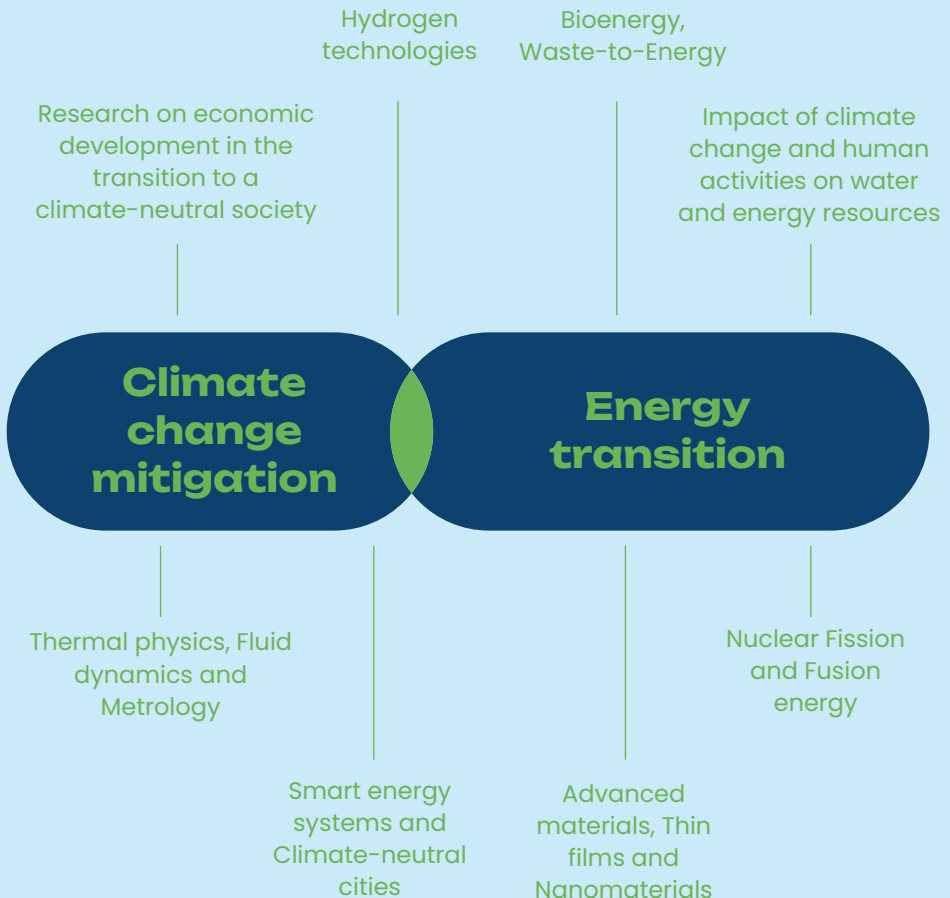 Hydrogen
technologies
Bioenergy,
Waste-to-Energy
Research on economic
development in the
transition to a
climate-neutral society
Impact of climate
change and human
activities on water
and energy resources
Climate
change
mitigation
Energy
transition
Thermal physics, Fluid
dynamics and
Metrology
Nuclear Fission
and Fusion
energy
Smart energy
systems and
Climate-neutral
cities
Advanced
materials, Thin
films and
Nanomaterials